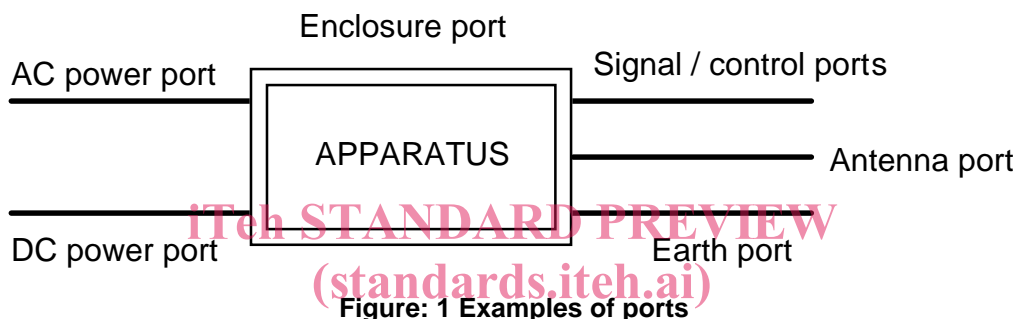 Enclosure port
AC power port
Signal / control ports
APPARATUS
Antenna port
iTeh STANDARD PREVIEW
DC power port
Earth port
(standards.iteh.ai)
Figure: 1 Examples of ports